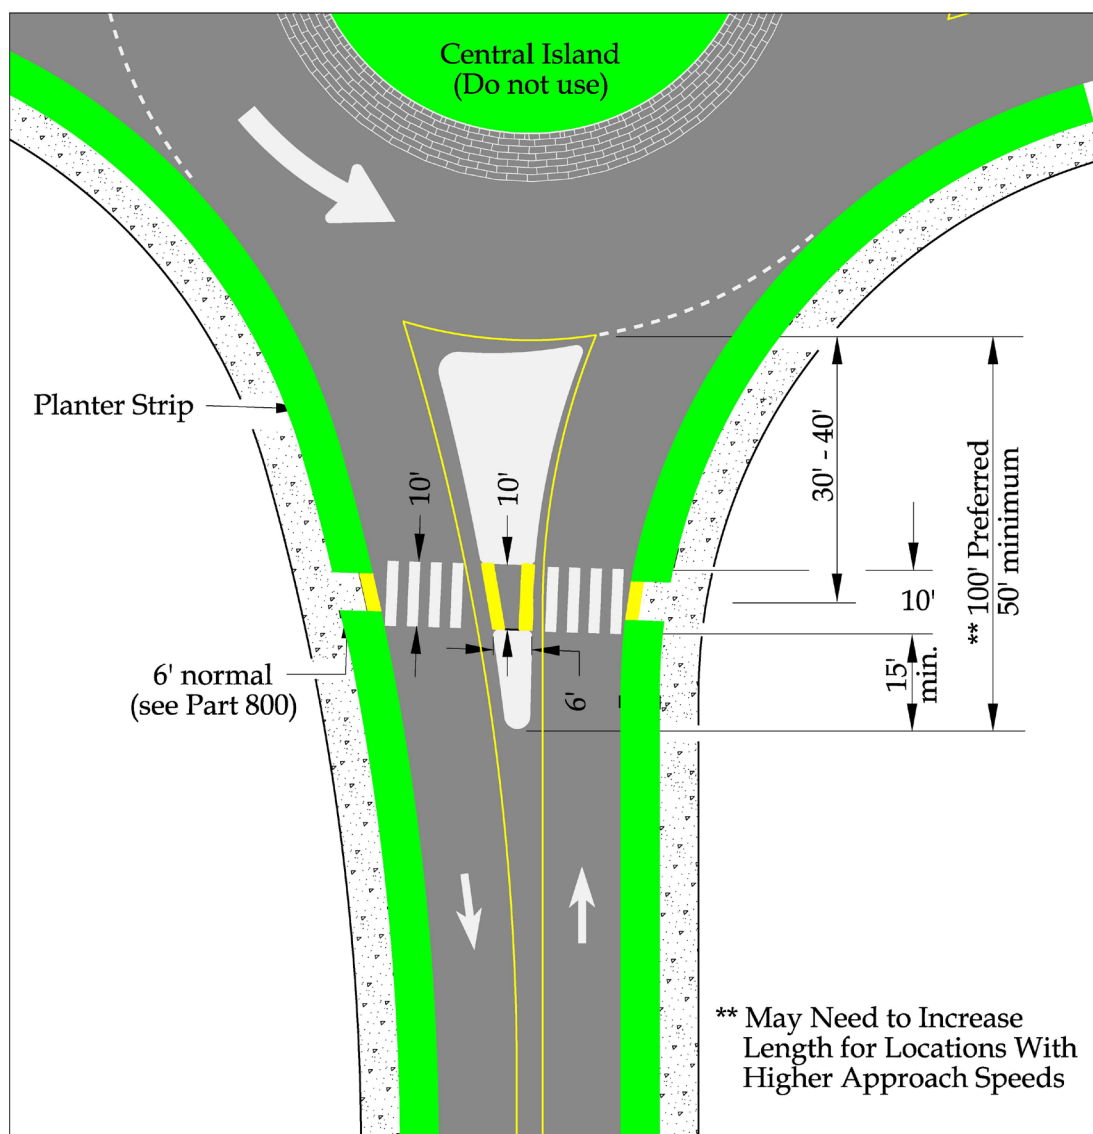 Central Island
(Do not use)
Planter Strip
10'
10'
30' - 40'
** 100' Preferred
50' minimum
10'
6' normal
(see Part 800)
6'
15'
min.
** May Need to Increase
Length for Locations With
Higher Approach Speeds